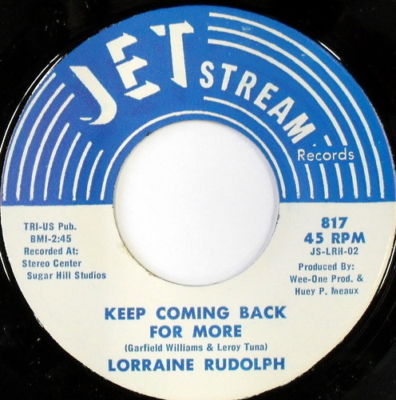 JET STREAM
Records
TRI-US Pub.
BMI-2:45
Recorded At:
Stereo Center
Sugar Hill Studios
817
45 RPM
JS-LRH-02
Produced By:
Wee-One Prod. &
Huey P. Meaux
KEEP COMING BACK
FOR MORE
(Garfield Williams & Leroy Tuna)
LORRAINE RUDOLPH